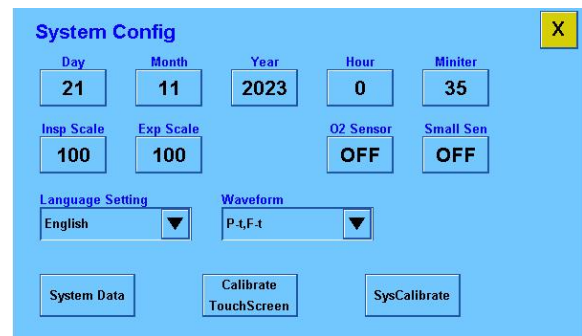 System Config
X
Day Month Year Hour Miniter
21 11 2023 0 35
Insp Scale Exp Scale O2 Sensor Small Sen
100 100 OFF OFF
Language Setting Waveform
English P-t,F-t
System Data Calibrate TouchScreen SysCalibrate